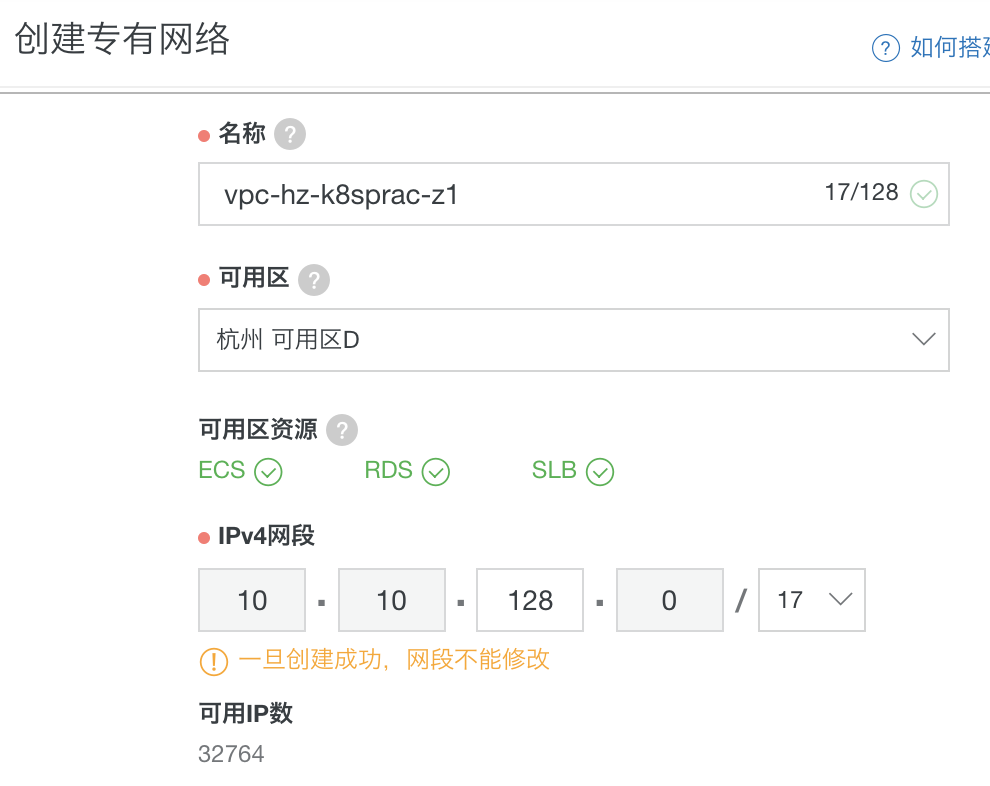 创建专有网络
? 如何搭建
名称 ?
vpc-hz-k8sprac-z1 17/128
可用区 ?
杭州 可用区D
可用区资源 ?
ECS RDS SLB
IPv4网段
10 . 10 . 128 . 0 / 17
! 一旦创建成功，网段不能修改
可用IP数
32764